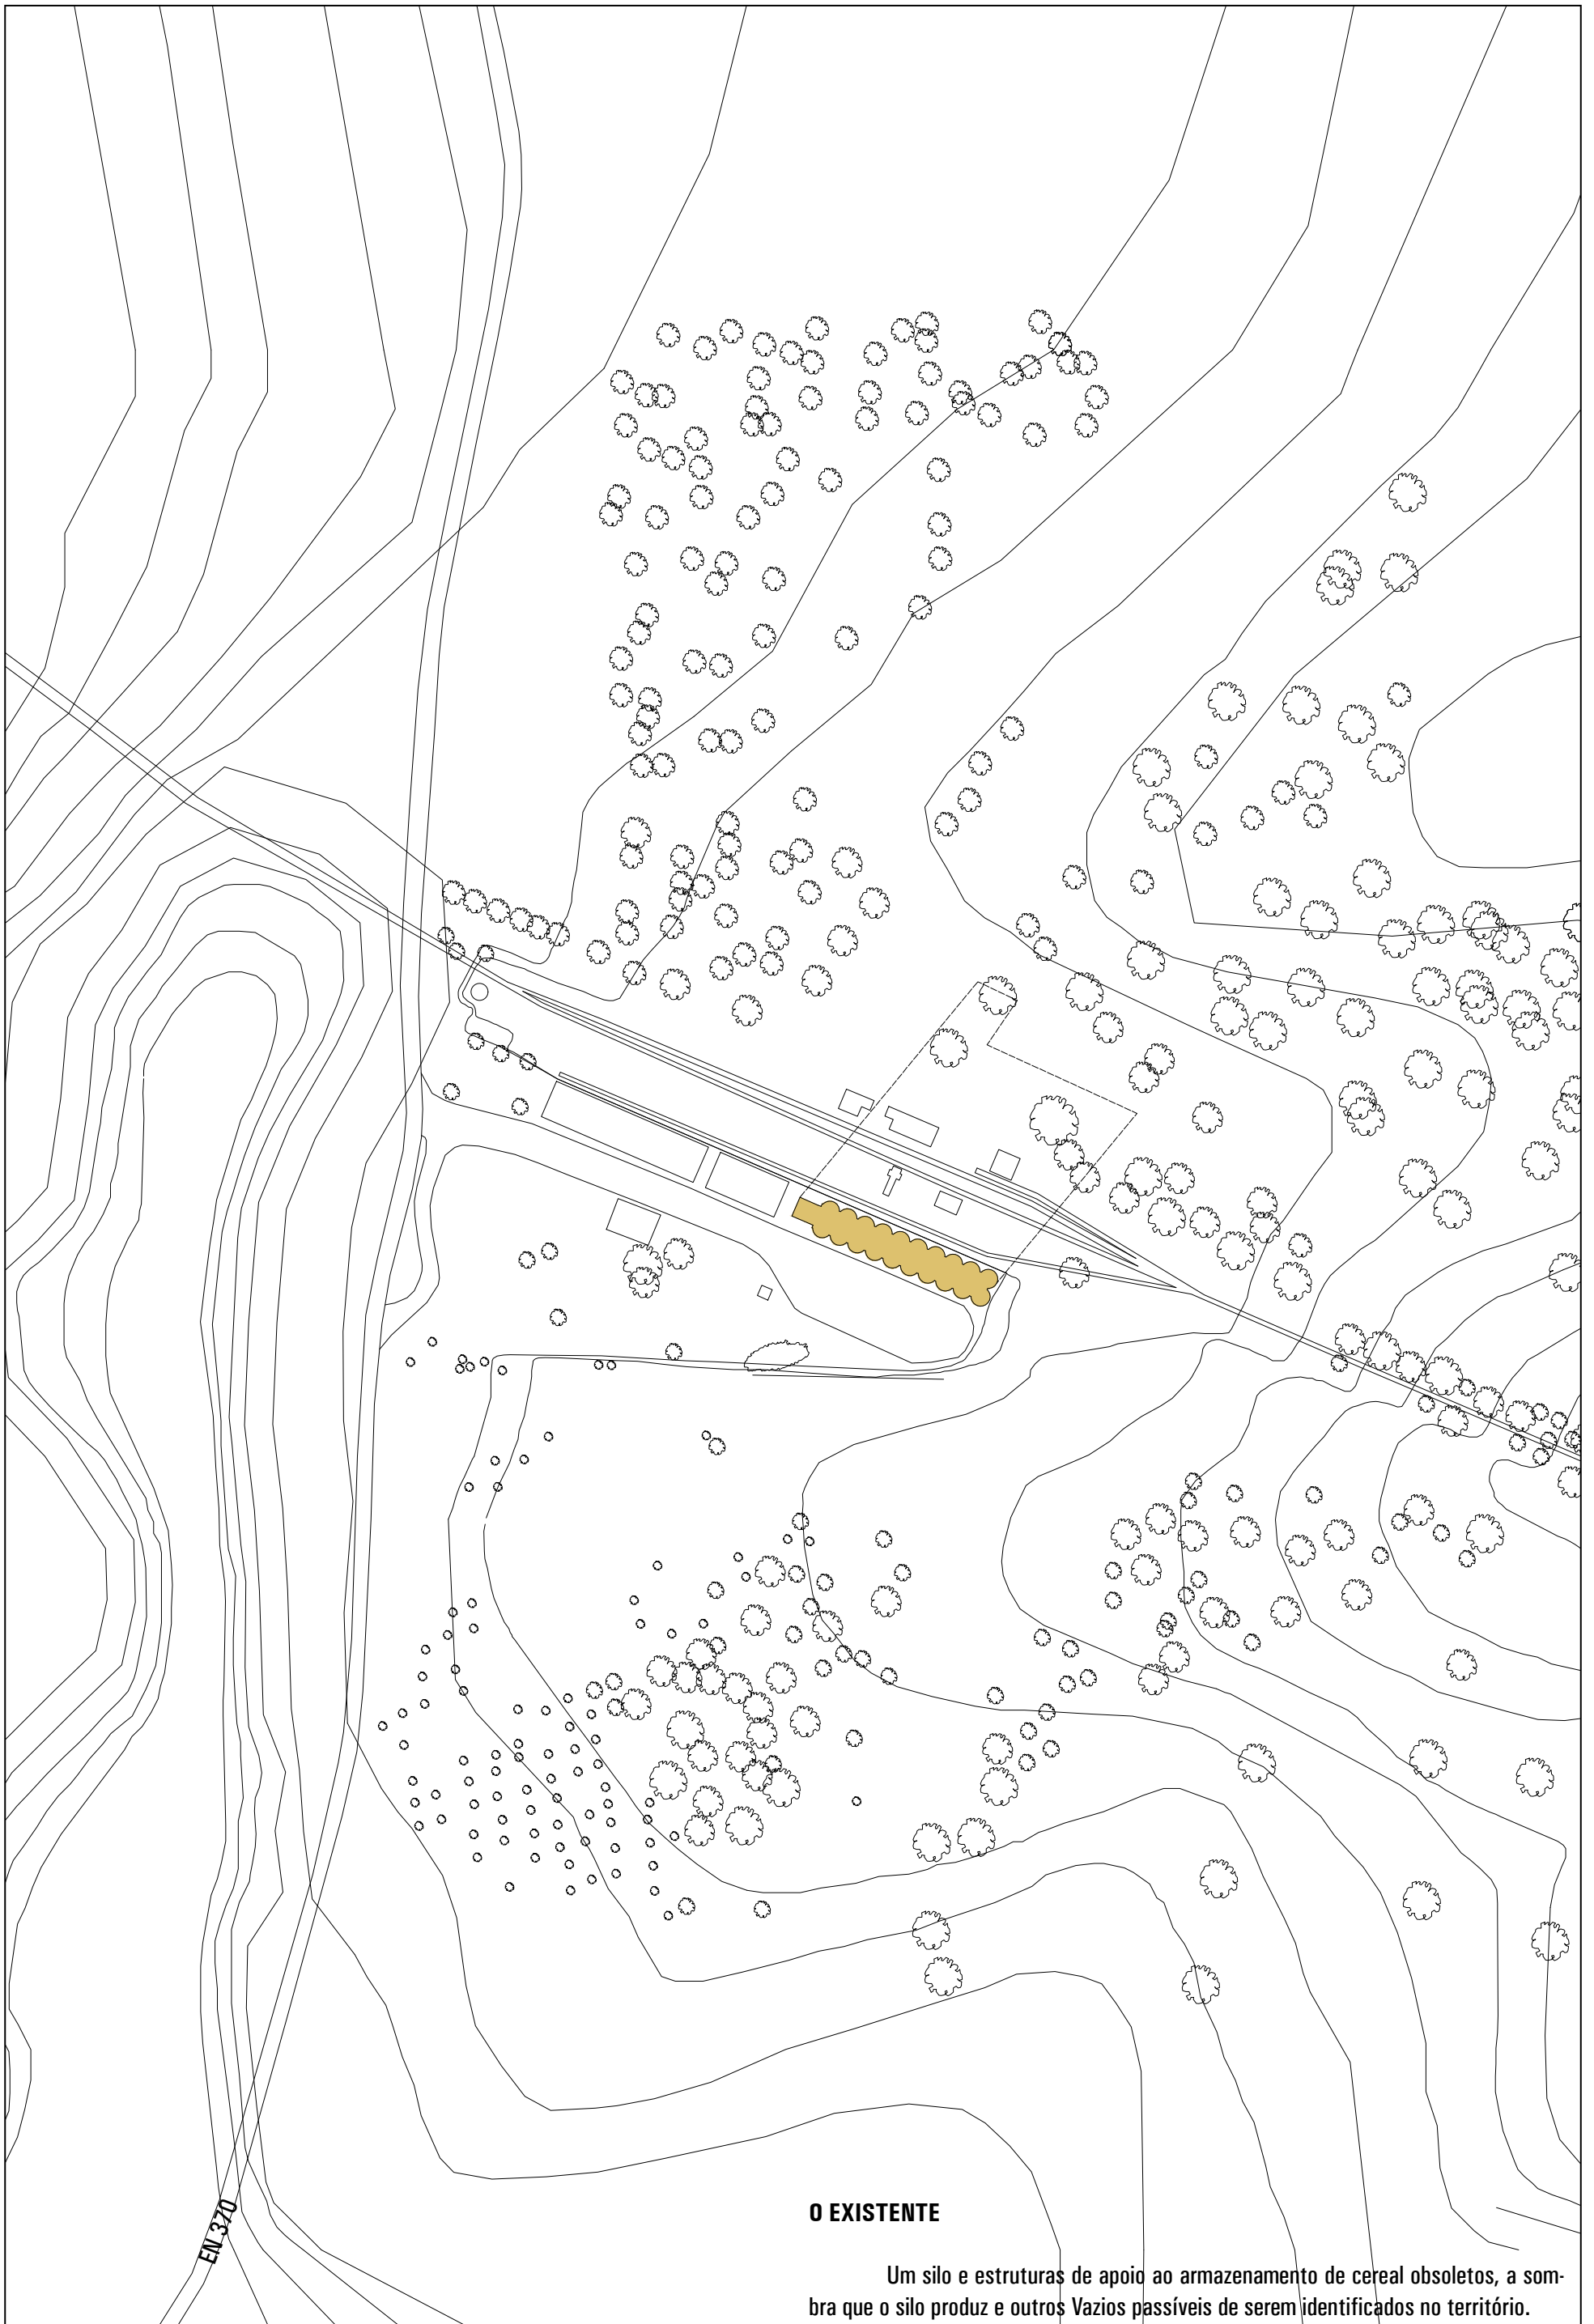 EN 370
O EXISTENTE
Um silo e estruturas de apoio ao armazenamento de cereal obsoletos, a som-
bra que o silo produz e outros Vazios passíveis de serem identificados no território.